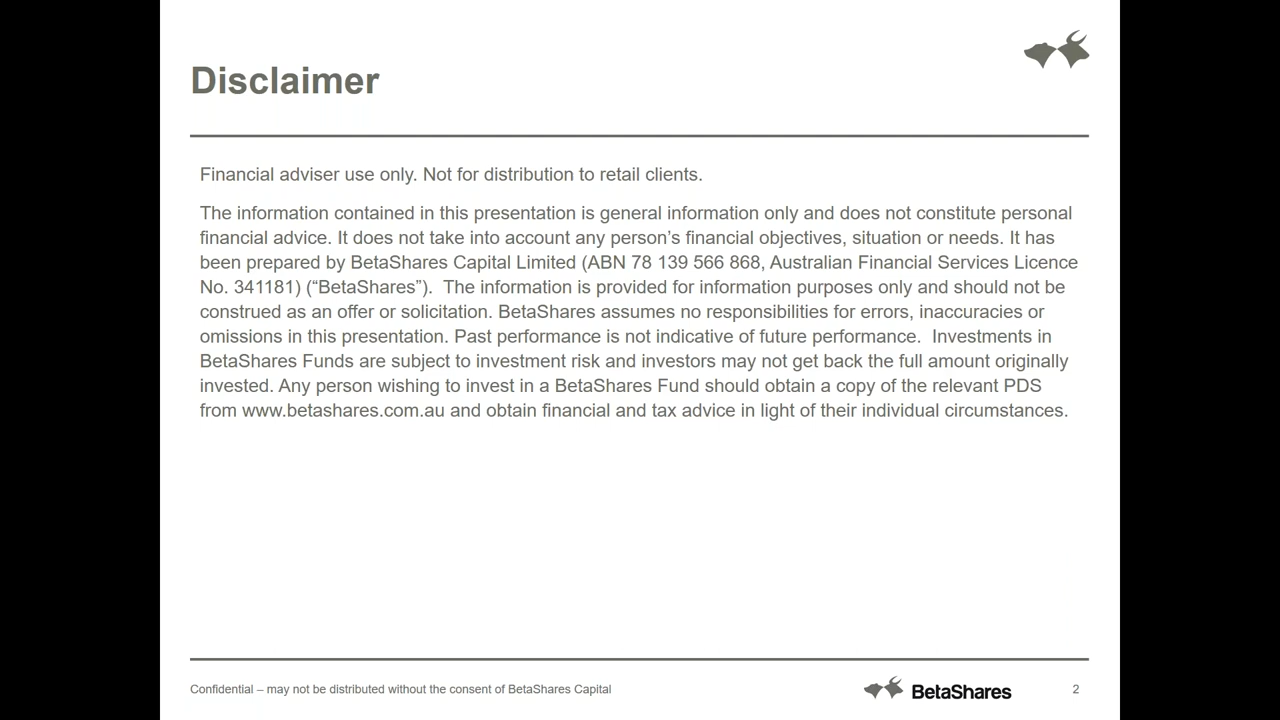 Disclaimer
Financial adviser use only. Not for distribution to retail clients.
The information contained in this presentation is general information only and does not constitute personal
financial advice. It does not take into account any person’s financial objectives, situation or needs. It has
been prepared by BetaShares Capital Limited (ABN 78 139 566 868, Australian Financial Services Licence
No. 341181) (“BetaShares”).  The information is provided for information purposes only and should not be
construed as an offer or solicitation. BetaShares assumes no responsibilities for errors, inaccuracies or
omissions in this presentation. Past performance is not indicative of future performance.  Investments in
BetaShares Funds are subject to investment risk and investors may not get back the full amount originally
invested. Any person wishing to invest in a BetaShares Fund should obtain a copy of the relevant PDS
from www.betashares.com.au and obtain financial and tax advice in light of their individual circumstances.
Confidential – may not be distributed without the consent of BetaShares Capital
BetaShares
2